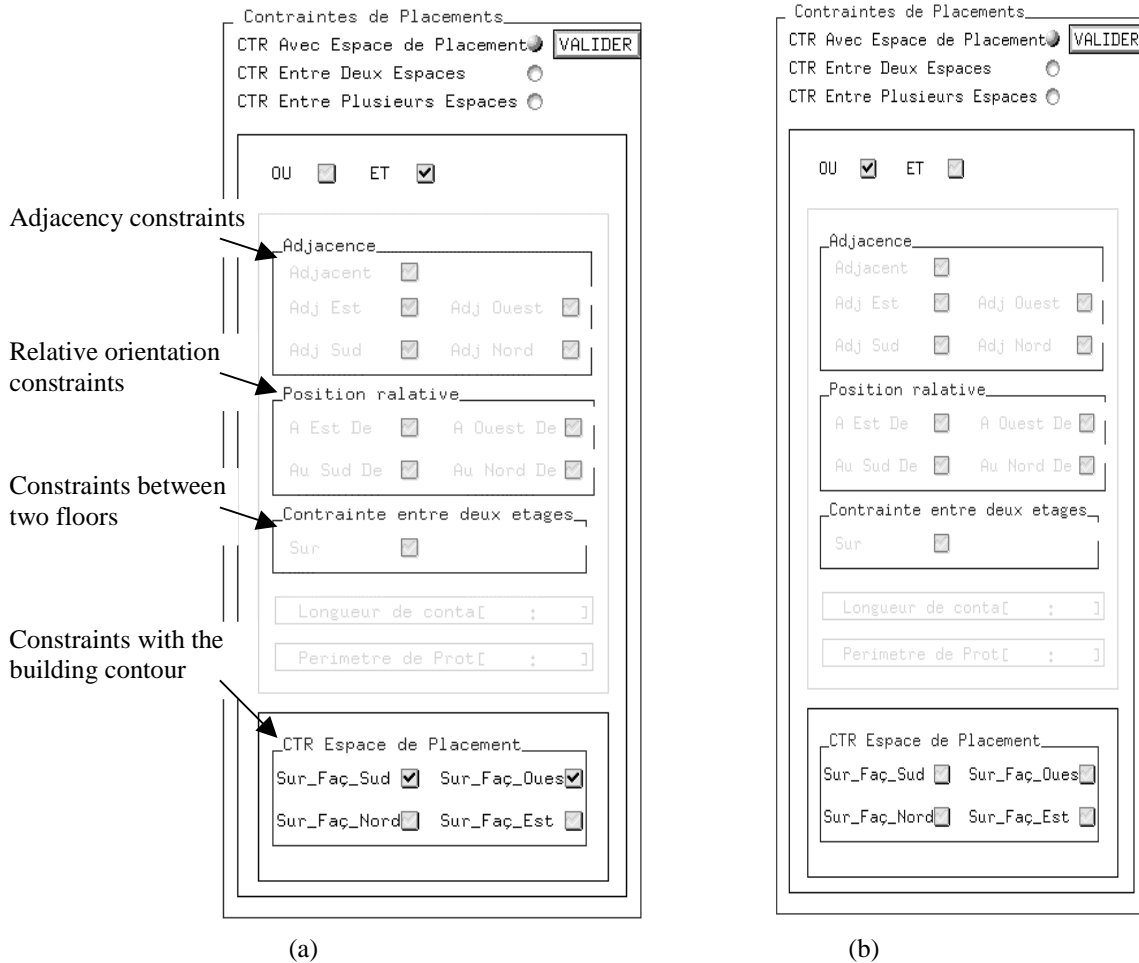 Contraintes de Placements
CTR Avec Espace de Placement VALIDER
CTR Entre Deux Espaces
CTR Entre Plusieurs Espaces
OU ET
Adjacency constraints
Adjacence
Adjacent
Adj Est Adj Ouest
Adj Sud Adj Nord
Relative orientation
constraints
Position ralative
A Est De A Ouest De
Au Sud De Au Nord De
Constraints between
two floors
Contrainte entre deux etages
Sur
Longueur de conta[ : ]
Perimetre de Prot[ : ]
Constraints with the
building contour
CTR Espace de Placement
Sur_Faç_Sud Sur_Faç_Oues
Sur_Faç_Nord Sur_Faç_Est
(a)
Contraintes de Placements
CTR Avec Espace de Placement VALIDER
CTR Entre Deux Espaces
CTR Entre Plusieurs Espaces
OU ET
Adjacence
Adjacent
Adj Est Adj Ouest
Adj Sud Adj Nord
Position ralative
A Est De A Ouest De
Au Sud De Au Nord De
Contrainte entre deux etages
Sur
Longueur de conta[ : ]
Perimetre de Prot[ : ]
CTR Espace de Placement
Sur_Faç_Sud Sur_Faç_Oues
Sur_Faç_Nord Sur_Faç_Est
(b)